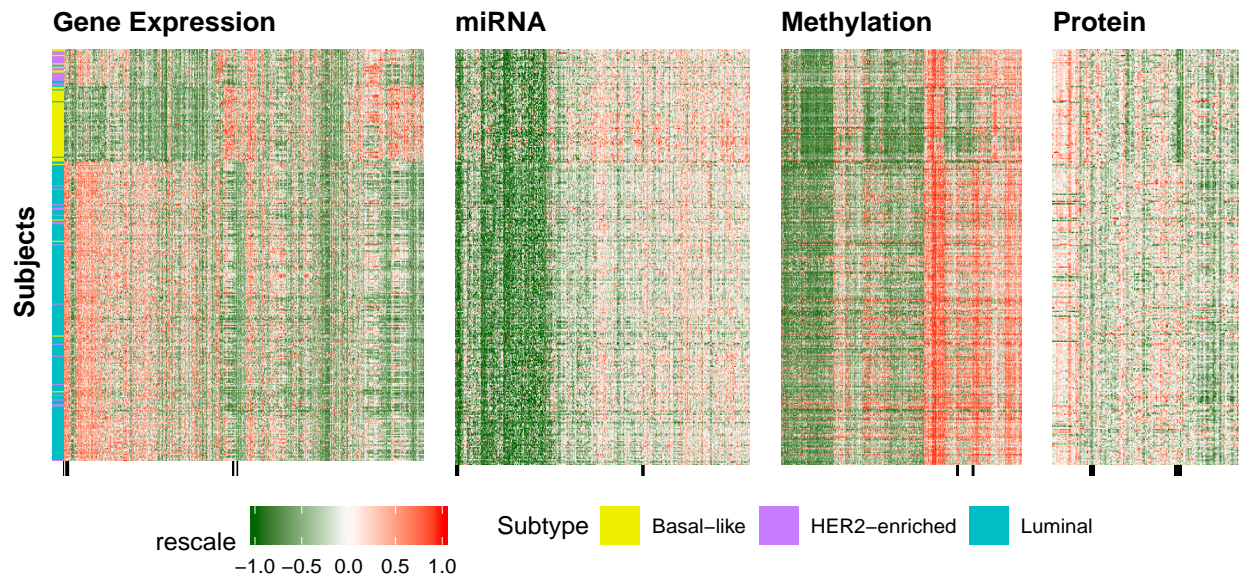 Gene Expression
miRNA
Methylation
Protein
Subjects
rescale
−1.0 −0.5 0.0 0.5 1.0
Subtype Basal−like HER2−enriched Luminal